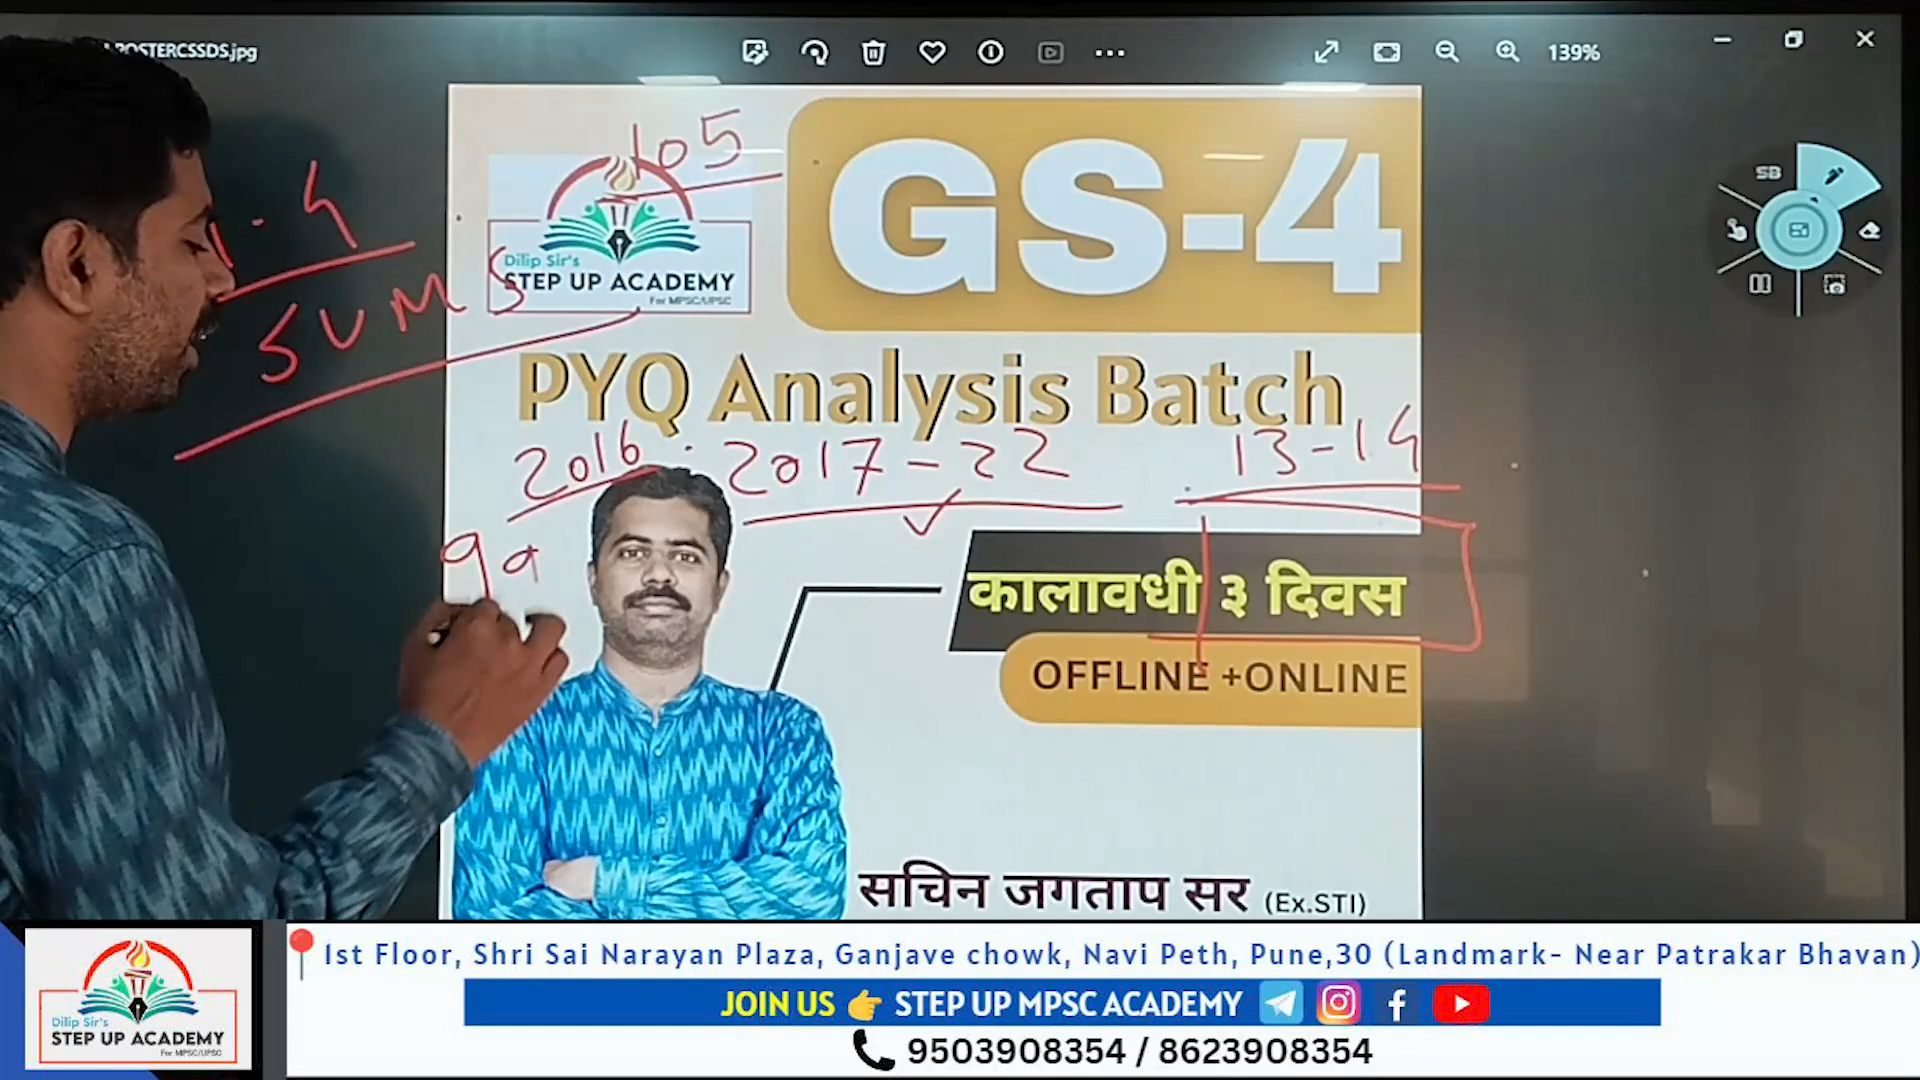 POSTERCSSDS.jpg
139%
SB
105
GS-4
1-4
Dilip Sir's
STEP UP ACADEMY
For MPSC/UPSC
SUMS
PYQ Analysis Batch
2016 . 2017-22
13-14
कालावधी ३ दिवस
OFFLINE +ONLINE
सचिन जगताप सर (Ex.STI)
Dilip Sir's
STEP UP ACADEMY
For MPSC/UPSC
1st Floor, Shri Sai Narayan Plaza, Ganjave chowk, Navi Peth, Pune,30 (Landmark- Near Patrakar Bhavan)
JOIN US 👉 STEP UP MPSC ACADEMY
9503908354 / 8623908354